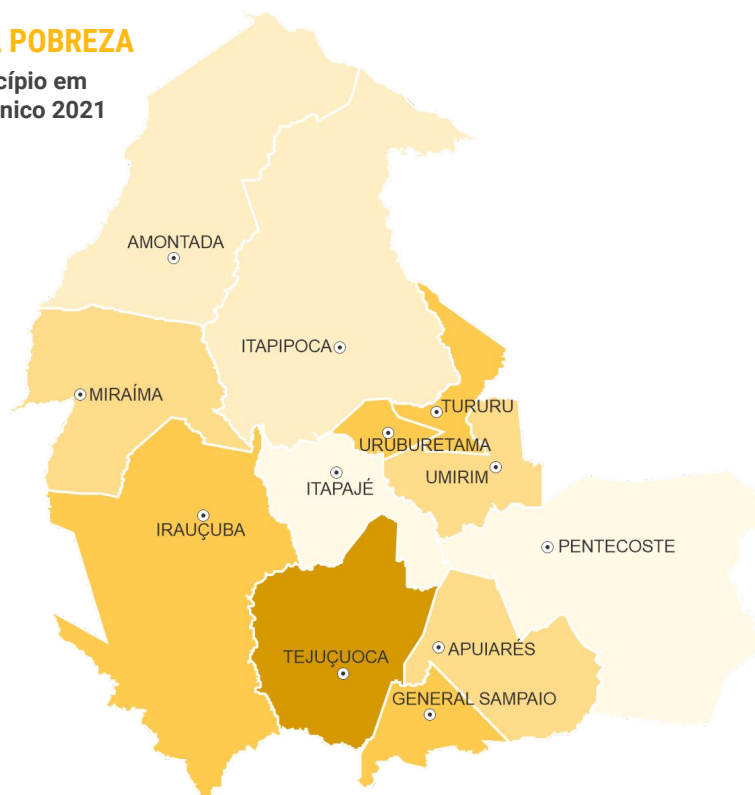 POBREZA
cípio em
nico 2021
AMONTADA
ITAPIPOCA
MIRAÍMA
TURURU
URUBURETAMA
UMIRIM
ITAPAJÉ
IRAUÇUBA
PENTECOSTE
APUIARÉS
TEJUÇUOCA
GENERAL SAMPAIO